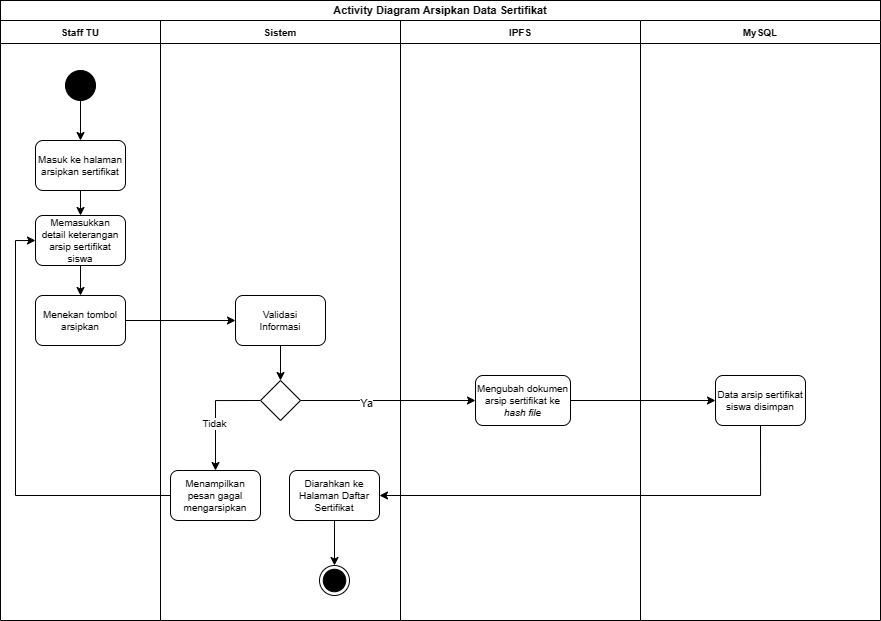 Activity Diagram Arsipkan Data Sertifikat
Staff TU
Sistem
IPFS
MySQL
Masuk ke halaman
arsipkan sertifikat
Memasukkan
detail keterangan
arsip sertifikat
siswa
Menekan tombol
arsipkan
Validasi
Informasi
Ya
Tidak
Mengubah dokumen
arsip sertifikat ke
hash file
Data arsip sertifikat
siswa disimpan
Menampilkan
pesan gagal
mengarsipkan
Diarahkan ke
Halaman Daftar
Sertifikat